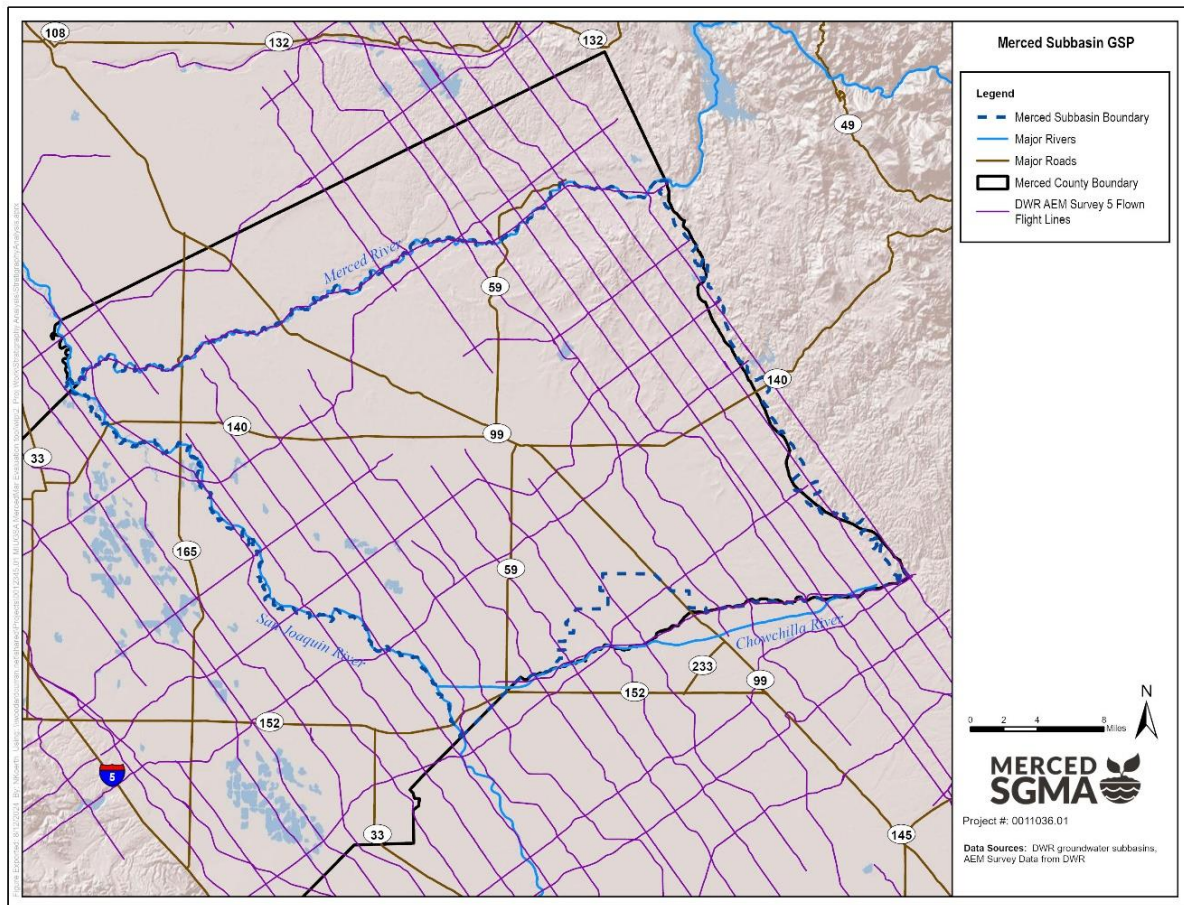 Merced Subbasin GSP
Legend
Merced Subbasin Boundary
Major Rivers
Major Roads
Merced County Boundary
DWR AEM Survey 5 Flown
Flight Lines
108
132
132
49
Merced River
59
140
140
99
33
165
59
San Joaquin River
Chowchilla River
233
99
152
152
5
33
145
N
0 2 4 8
Miles
MERCED
SGMA
Project #: 0011036.01
Data Sources: DWR groundwater subbasins,
AEM Survey Data from DWR